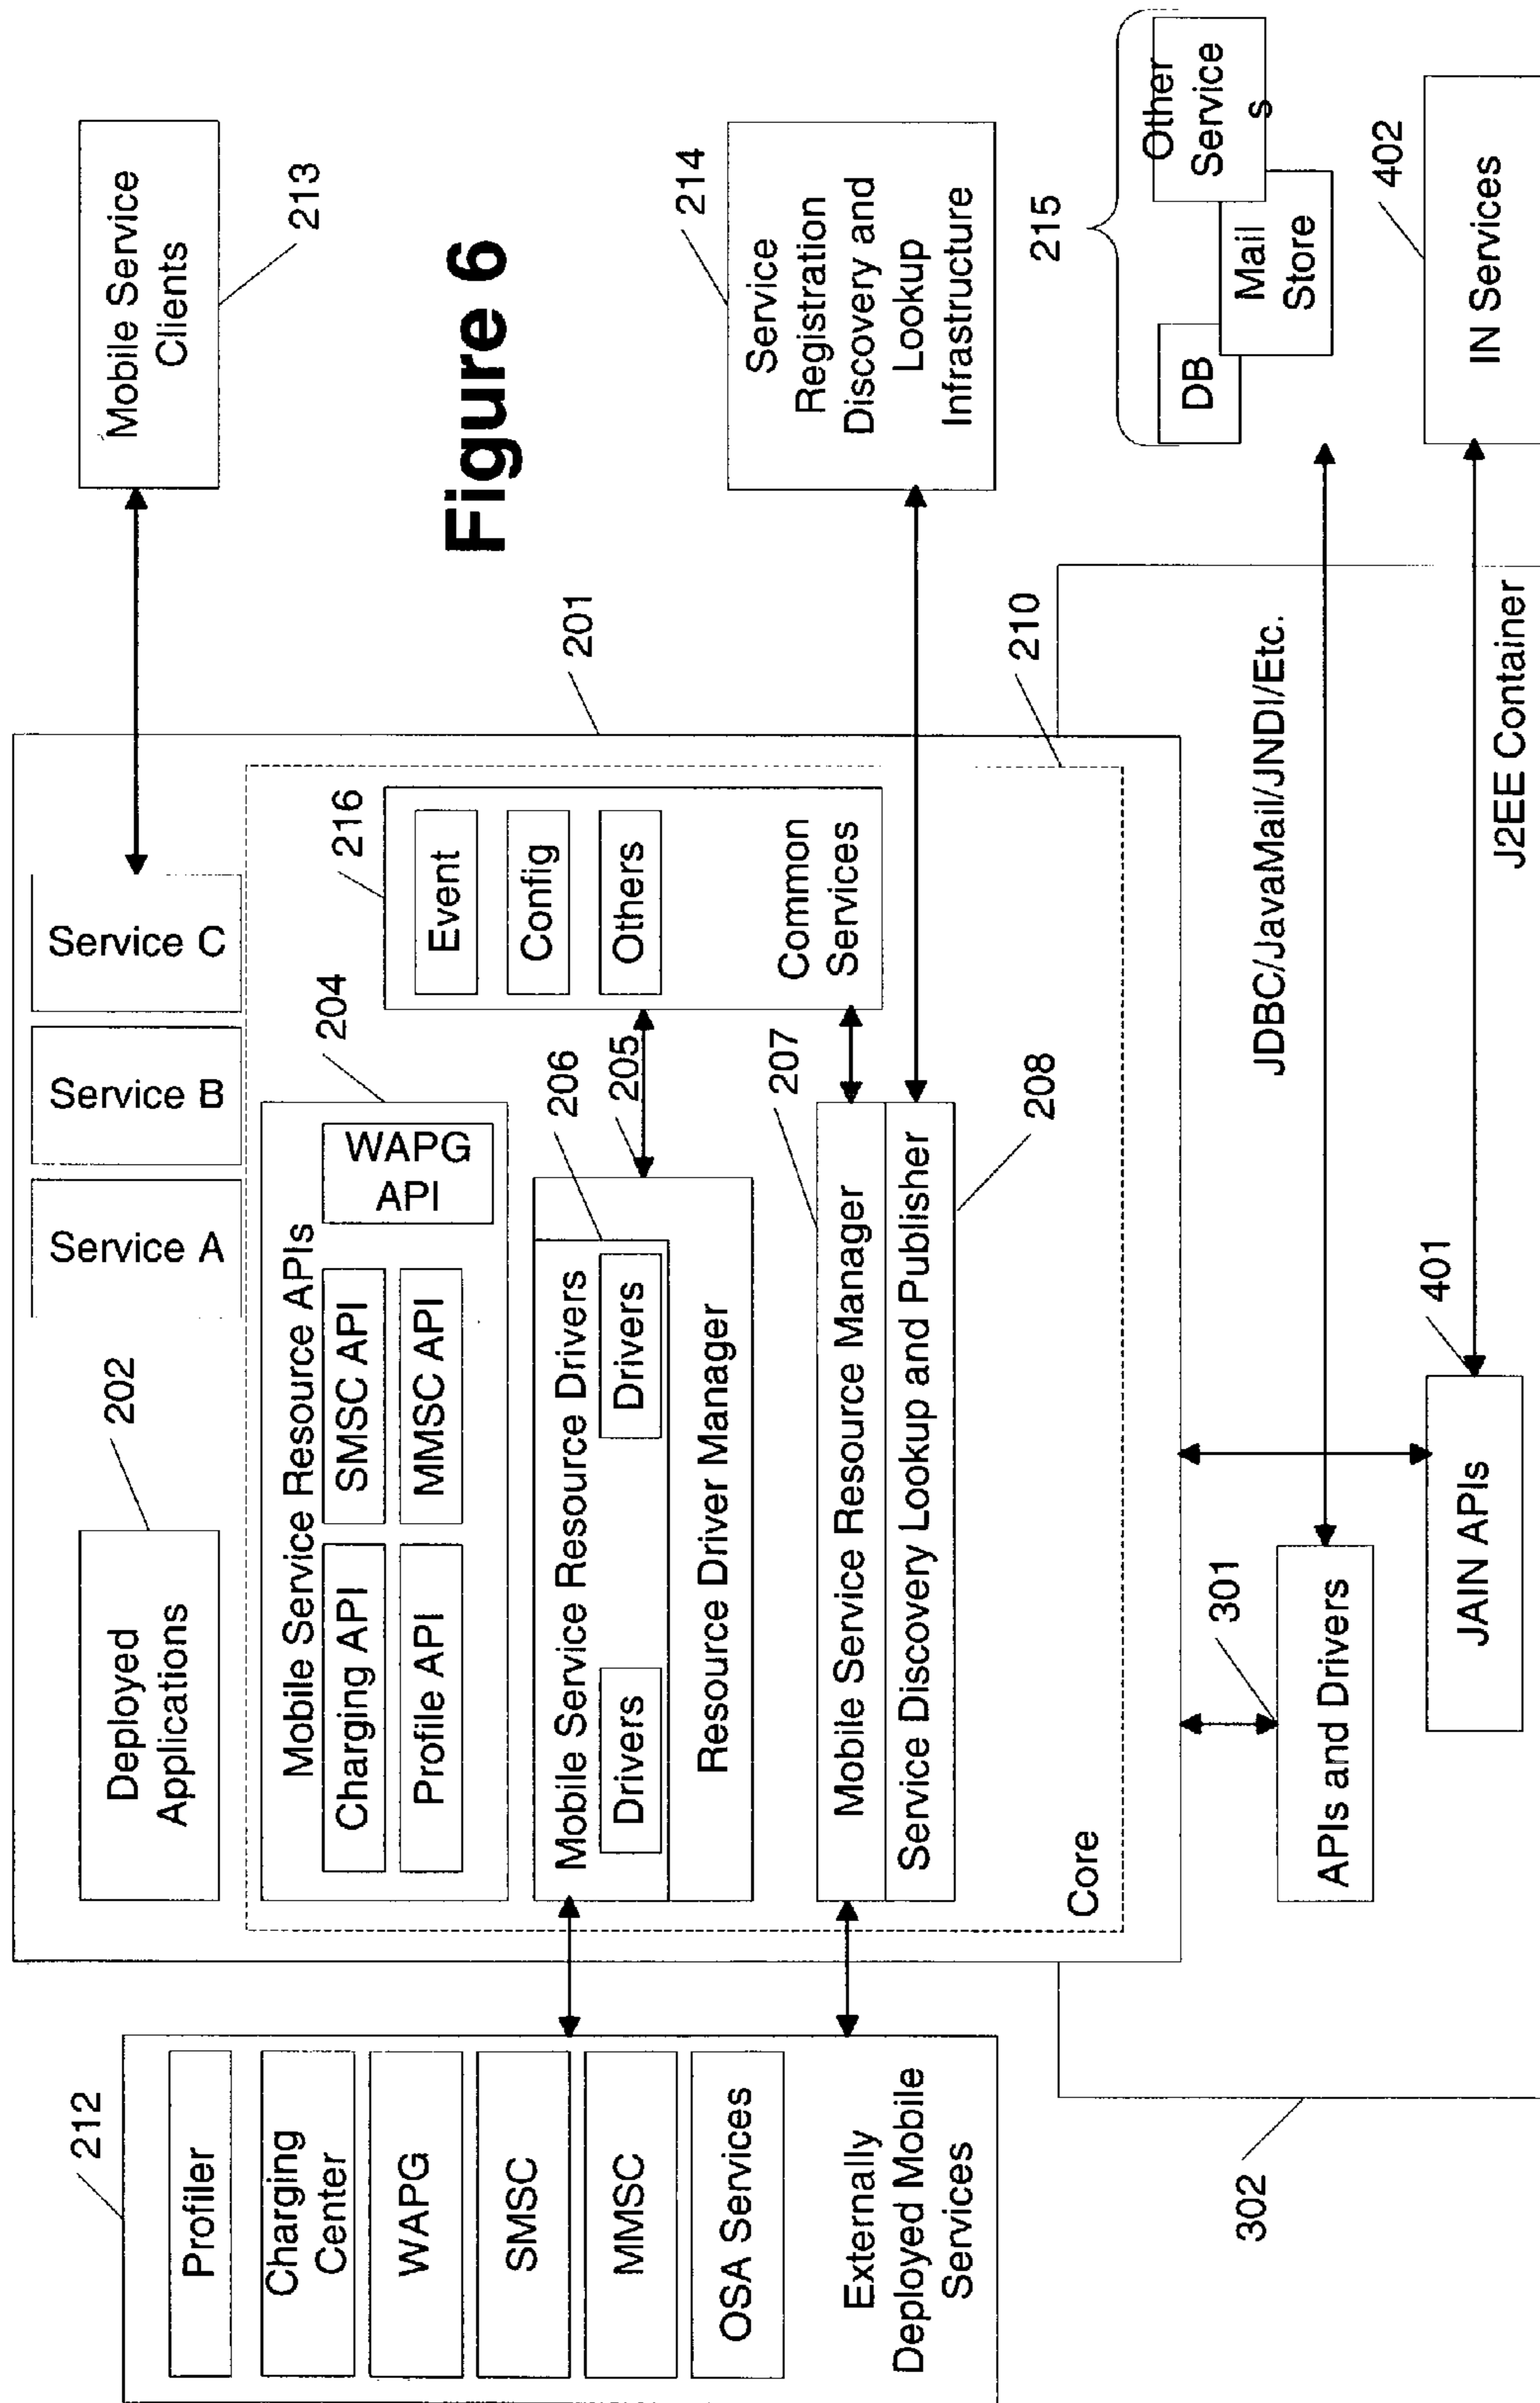 212
Profiler
Charging
Center
WAPG
SMSC
MMSC
OSA Services
Externally
Deployed Mobile
Services
302
202
Deployed
Applications
Service A
Service B
Service C
201
204
Mobile Service Resource APIs
Charging API
SMSC API
WAPG
API
Profile API
MMSC API
206
205
Mobile Service Resource Drivers
Drivers
Drivers
Resource Driver Manager
207
Mobile Service Resource Manager
Service Discovery Lookup and Publisher
208
216
Event
Config
Others
Common
Services
Core
210
301
APIs and Drivers
401
JAIN APIs
JDBC/JavaMail/JNDI/Etc.
J2EE Container
Mobile Service
Clients
213
Figure 6
214
Service
Registration
Discovery and
Lookup
Infrastructure
215
DB
Mail
Store
Other
Service
s
402
IN Services